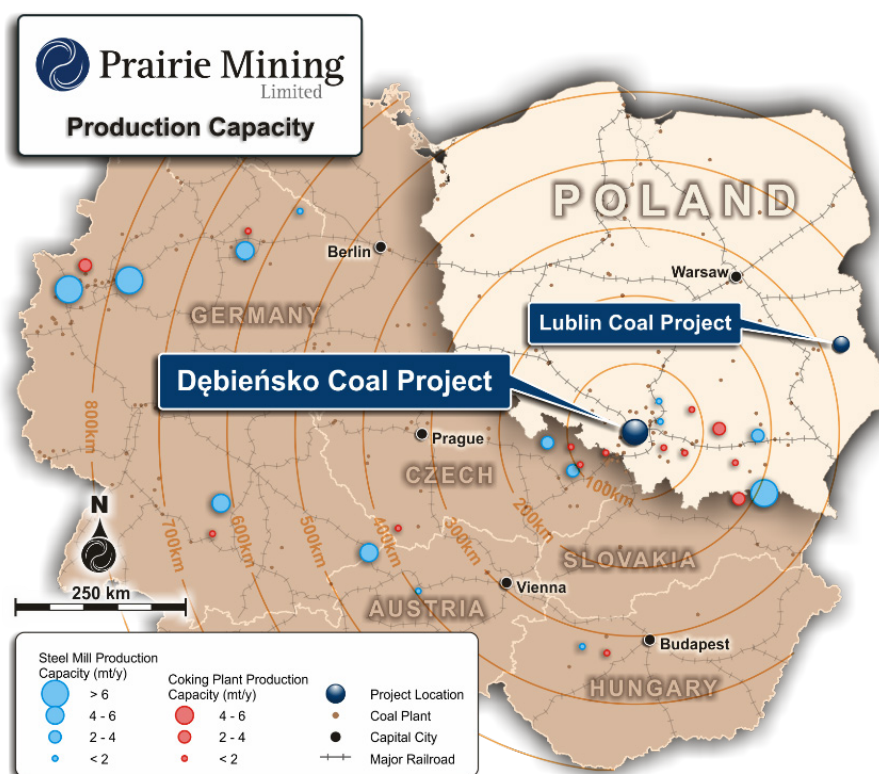 Prairie Mining
Limited
Production Capacity
POLAND
Berlin
Warsaw
GERMANY
Lublin Coal Project
Dębieńsko Coal Project
800km
700km
600km
500km
400km
300km
200km
100km
Prague
CZECH
N
250 km
SLOVAKIA
Vienna
AUSTRIA
Budapest
HUNGARY
Steel Mill Production
Capacity (mt/y)
> 6
4 - 6
2 - 4
< 2
Coking Plant Production
Capacity (mt/y)
4 - 6
2 - 4
< 2
Project Location
Coal Plant
Capital City
Major Railroad